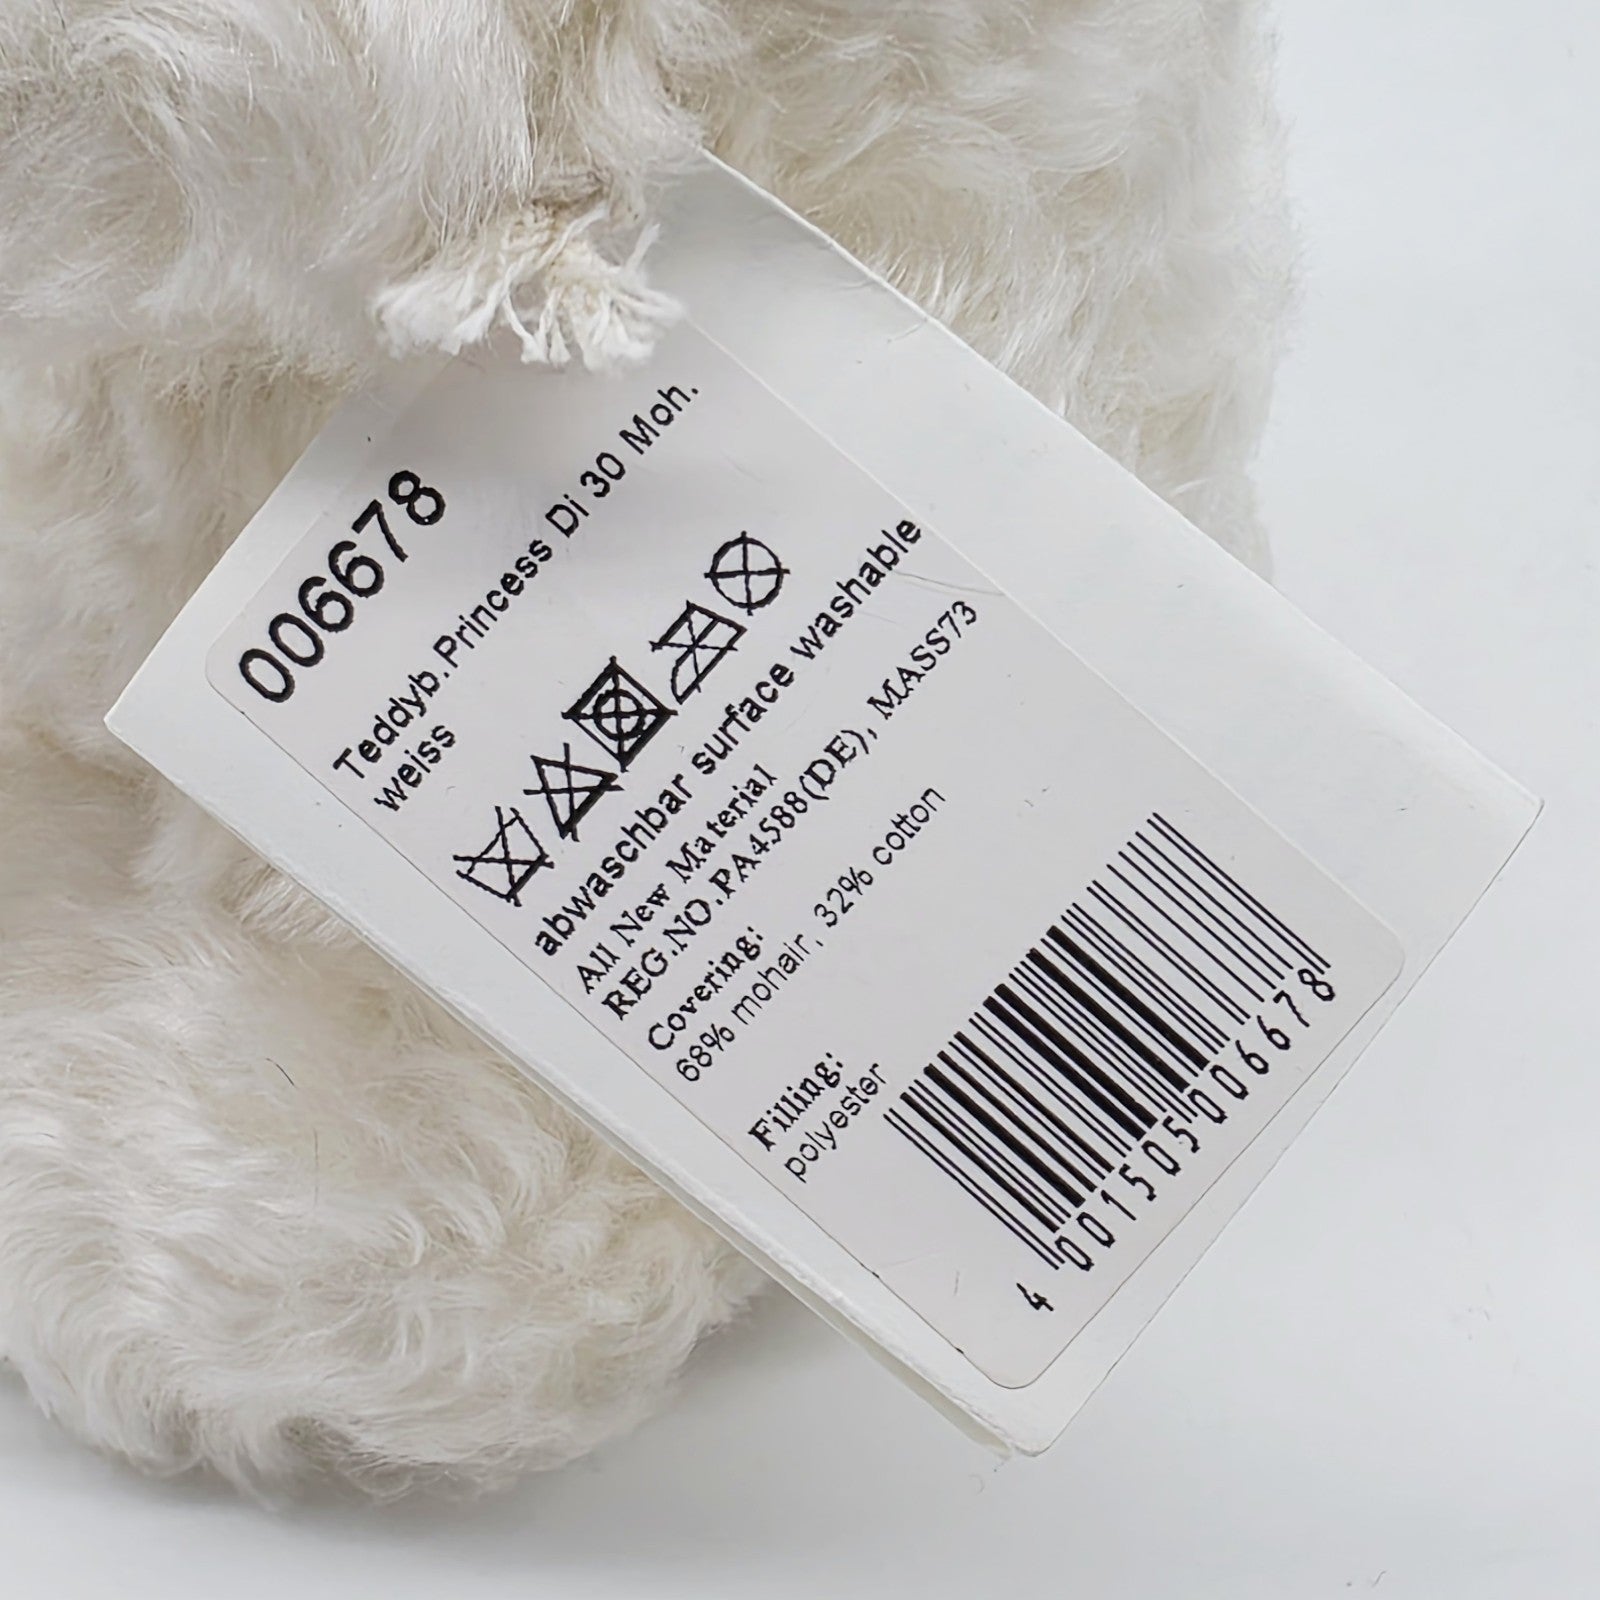 006678
Teddyb.Princess Di 30 Moh.
weiss
abwaschbar surface washable
All New Material
REG.NO.PA4588(DE), MASS73
Covering:
68% mohair, 32% cotton
Filling:
polyester
4 001505 006678